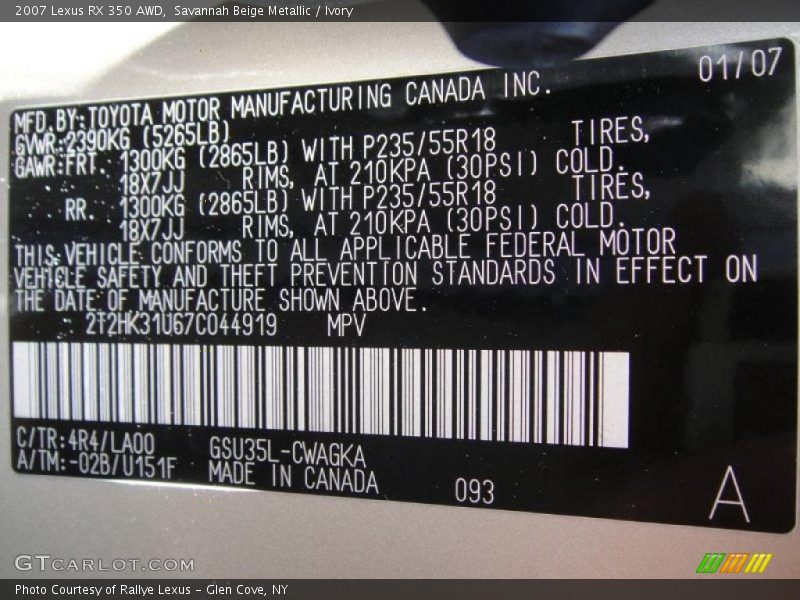 2007 Lexus RX 350 AWD, Savannah Beige Metallic / Ivory
01/07
MFD. BY: TOYOTA MOTOR MANUFACTURING CANADA INC.
GVWR: 2390KG (5265LB)
GAWR: FRT. 1300KG (2865LB) WITH P235/55R18 TIRES,
18X7JJ RIMS, AT 210KPA (30PSI) COLD.
RR. 1300KG (2865LB) WITH P235/55R18 TIRES,
18X7JJ RIMS, AT 210KPA (30PSI) COLD.
THIS VEHICLE CONFORMS TO ALL APPLICABLE FEDERAL MOTOR
VEHICLE SAFETY AND THEFT PREVENTION STANDARDS IN EFFECT ON
THE DATE OF MANUFACTURE SHOWN ABOVE.
2T2HK31U67C044919 MPV
C/TR: 4R4/LA00 GSU35L-CWAGKA
A/TM: -02B/U151F MADE IN CANADA
093
A
GTCARLOT.COM
Photo Courtesy of Rallye Lexus - Glen Cove, NY